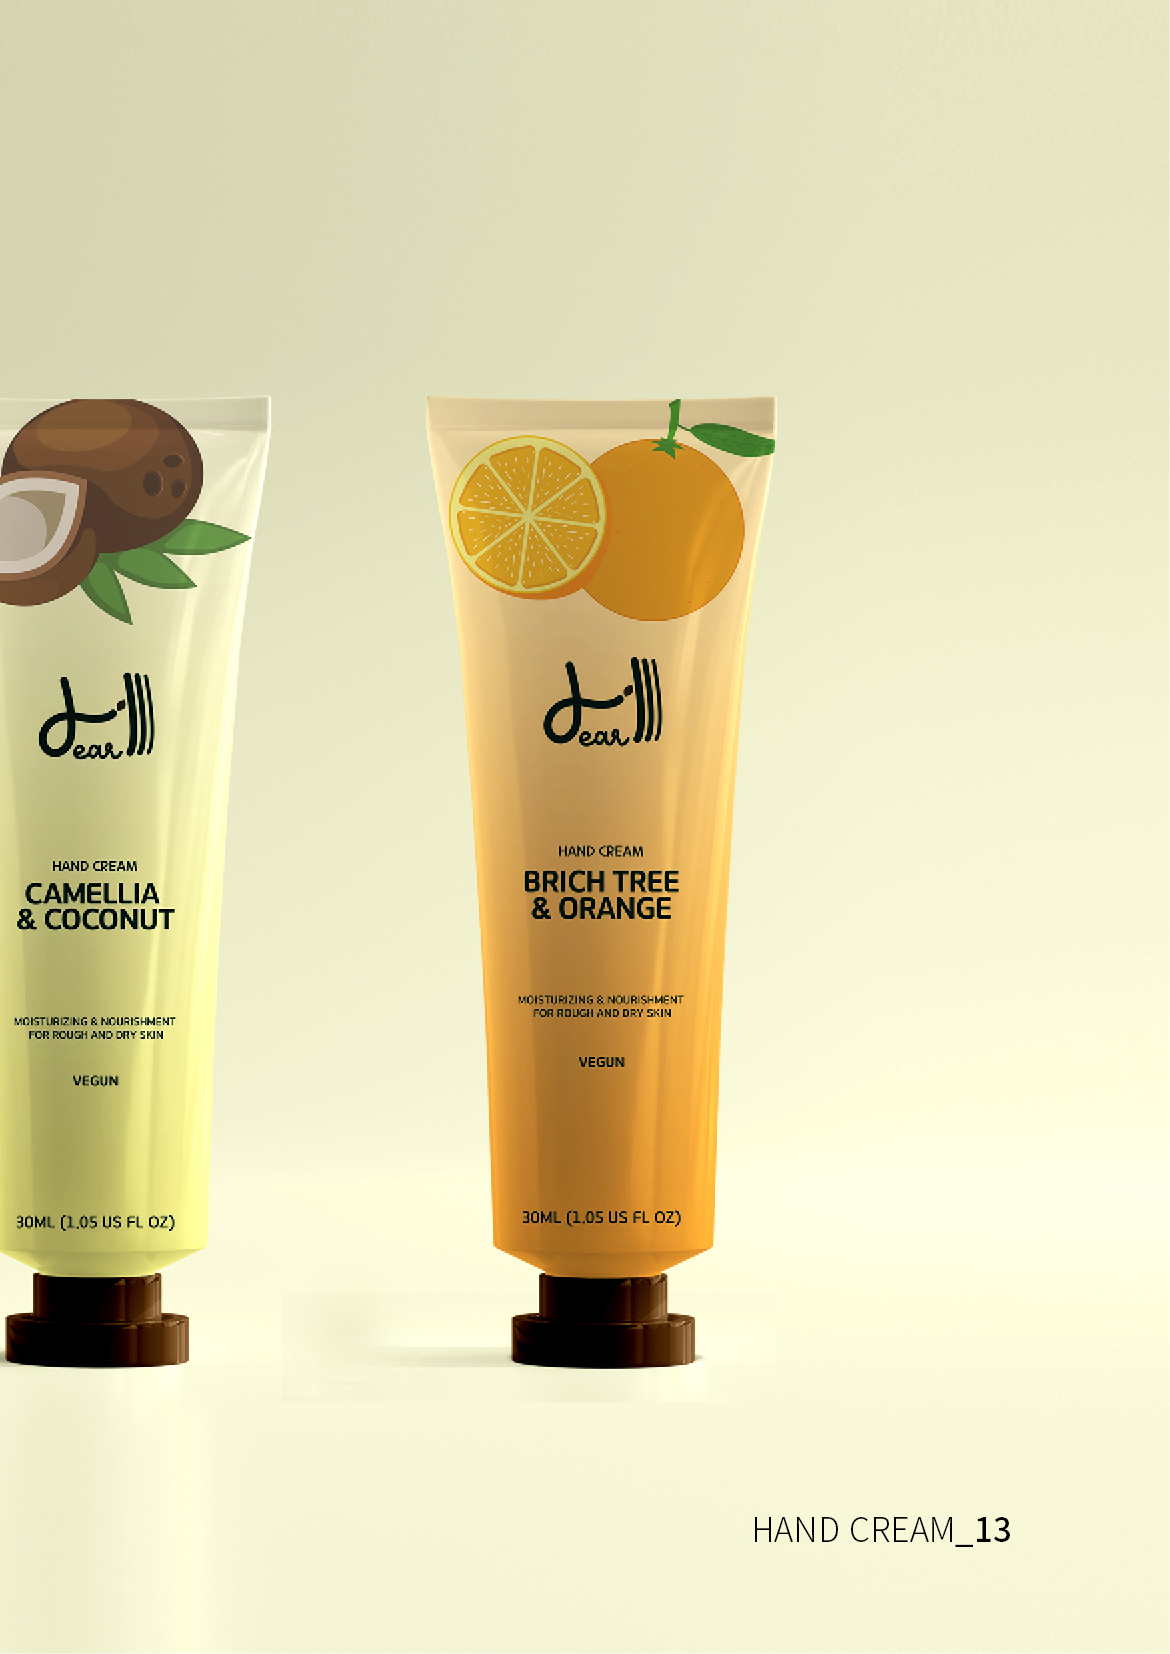 dear
HAND CREAM
CAMELLIA
& COCONUT
MOISTURIZING & NOURISHMENT
FOR ROUGH AND DRY SKIN
VEGUN
30ML (1.05 US FL OZ)
dear
HAND CREAM
BRICH TREE
& ORANGE
MOISTURIZING & NOURISHMENT
FOR ROUGH AND DRY SKIN
VEGUN
30ML (1.05 US FL OZ)
HAND CREAM_13